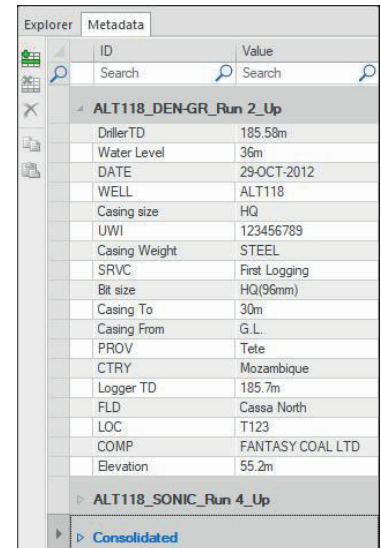 Explorer Metadata
ID Value
Search Search
ALT118_DEN-GR_Run 2_Up
DrillerTD 185.58m
Water Level 36m
DATE 29-OCT-2012
WELL ALT118
Casing size HQ
UWI 123456789
Casing Weight STEEL
SRVC First Logging
Bit size HQ(96mm)
Casing To 30m
Casing From G.L.
PROV Tete
CTRY Mozambique
Logger TD 185.7m
FLD Cassa North
LOC T123
COMP FANTASY COAL LTD
Elevation 55.2m
ALT118_SONIC_Run 4_Up
Consolidated